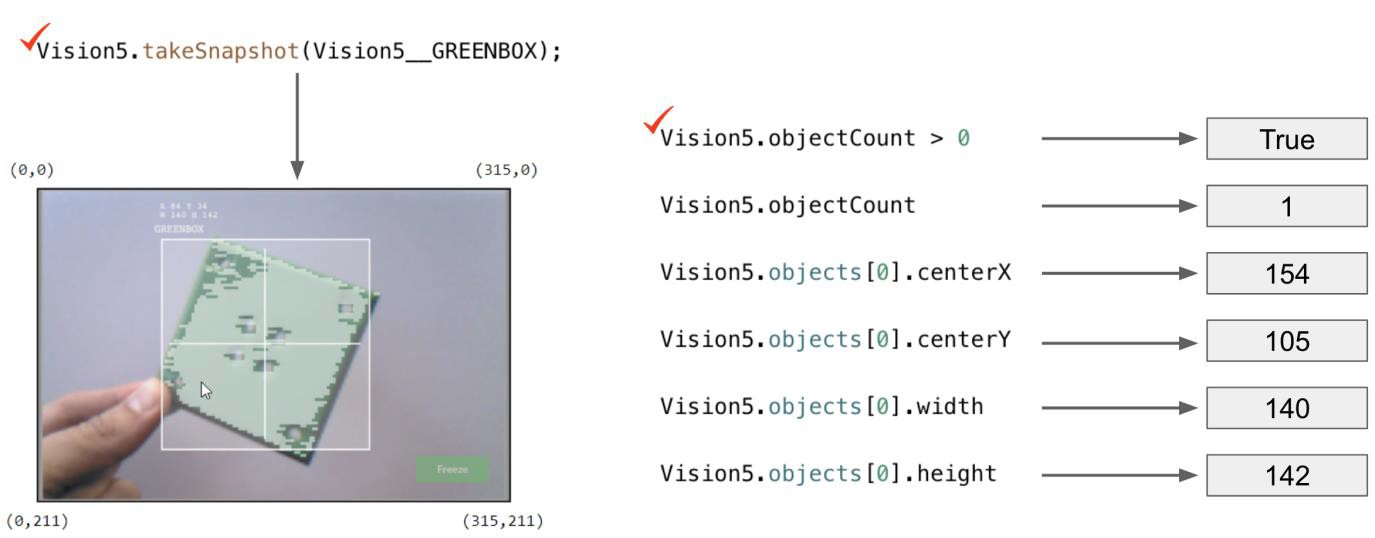 Vision5.takeSnapshot(Vision5__GREENBOX);
(0,0)
(315,0)
X 84 Y 34
W 140 H 142
GREENBOX
Freeze
(0,211)
(315,211)
Vision5.objectCount > 0
True
Vision5.objectCount
1
Vision5.objects[0].centerX
154
Vision5.objects[0].centerY
105
Vision5.objects[0].width
140
Vision5.objects[0].height
142